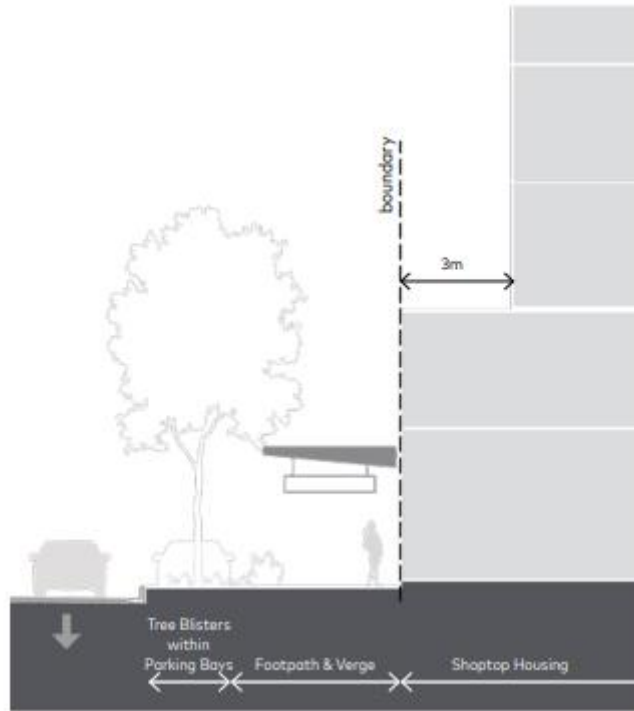 boundary
3m
Tree Blisters
within
Parking Bays
Footpath & Verge
Shoptop Housing